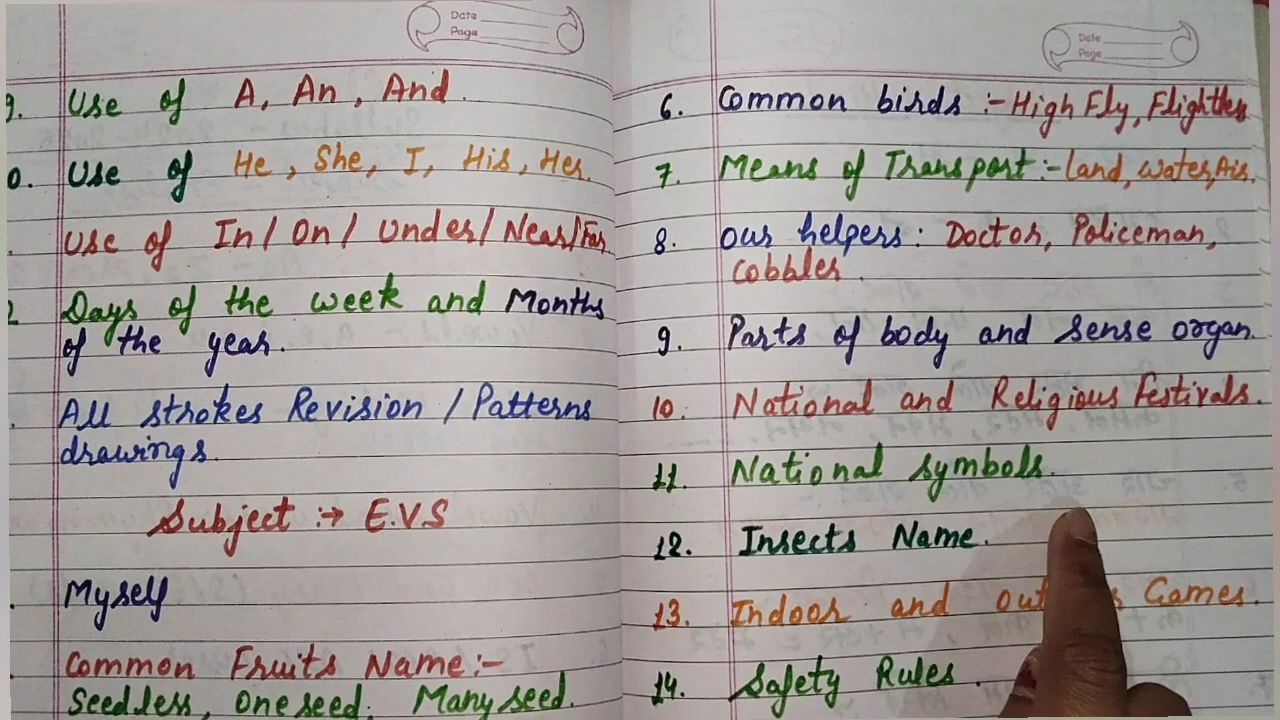 Date
Page
9. Use of A, An, And.
0. Use of He, She, I, His, Her.
. Use of In/ On/ Under/ Near/Far
2 Days of the week and Months
of the year.
. All strokes Revision / Patterns
drawings.
Subject :→ E.V.S
. Myself
. Common Fruits Name:-
Seedless, One seed, Many seed.
Date
Page
6. Common birds :- High Fly, Flightless
7. Means of Transport:- Land, Water, Air.
8. Our helpers : Doctor, Policeman,
Cobbler
9. Parts of body and sense organ.
10. National and Religious Festivals.
11. National symbols.
12. Insects Name.
13. Indoor and out Games.
14. Safety Rules.